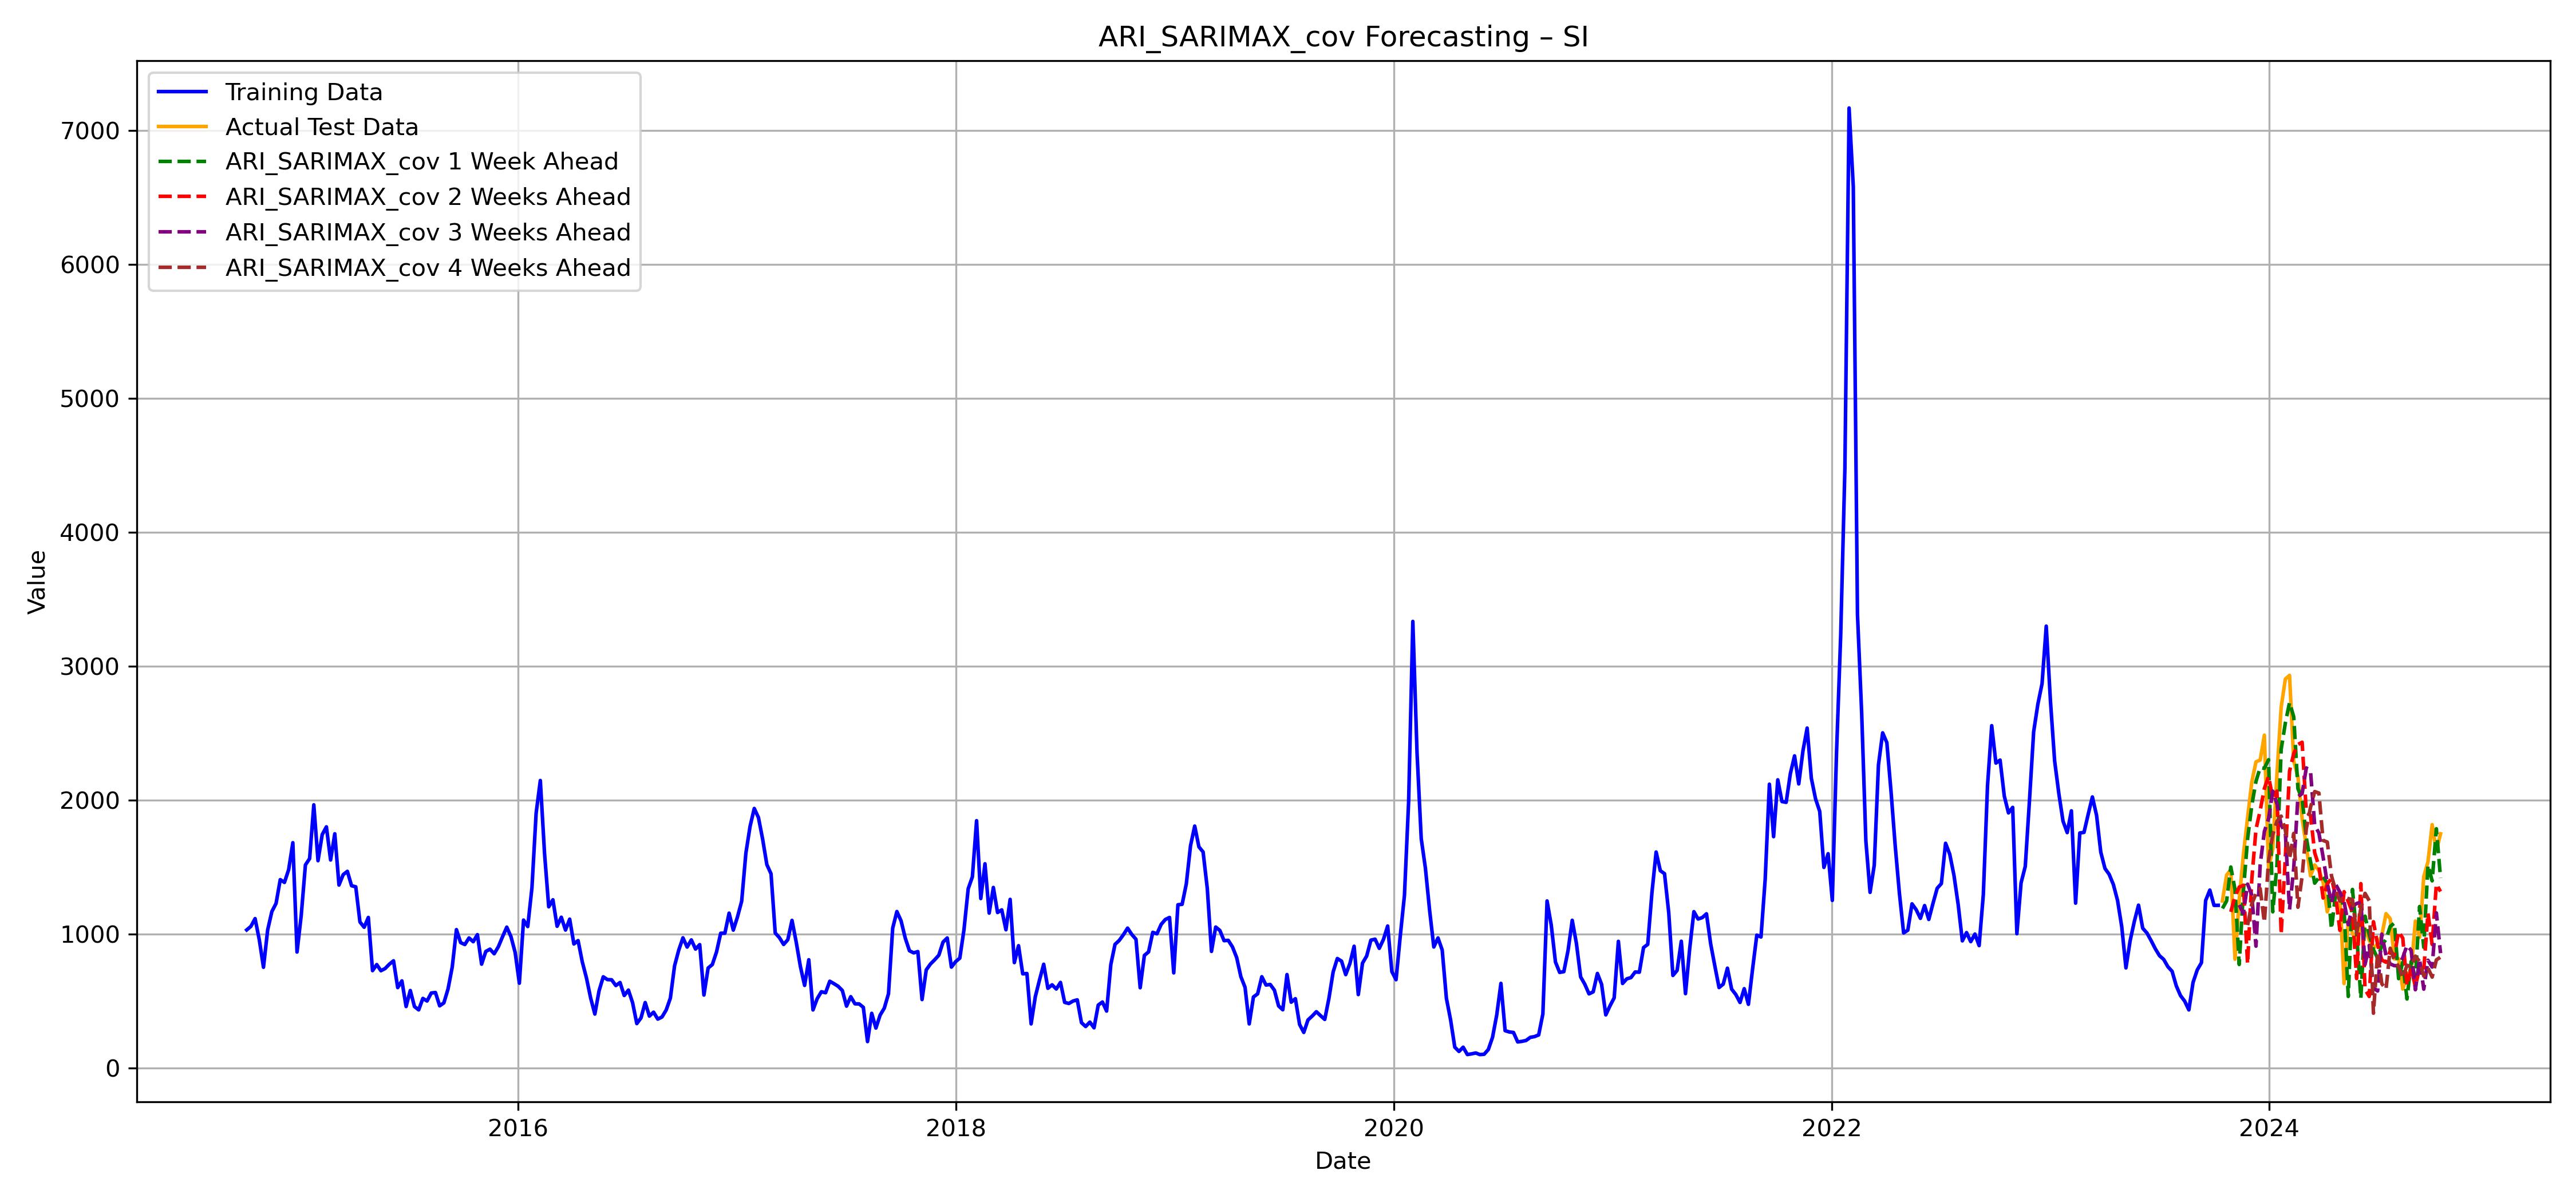 ARI_SARIMAX_cov Forecasting – SI
Training Data
Actual Test Data
ARI_SARIMAX_cov 1 Week Ahead
ARI_SARIMAX_cov 2 Weeks Ahead
ARI_SARIMAX_cov 3 Weeks Ahead
ARI_SARIMAX_cov 4 Weeks Ahead
Value
7000
6000
5000
4000
3000
2000
1000
0
2016 2018 2020 2022 2024
Date